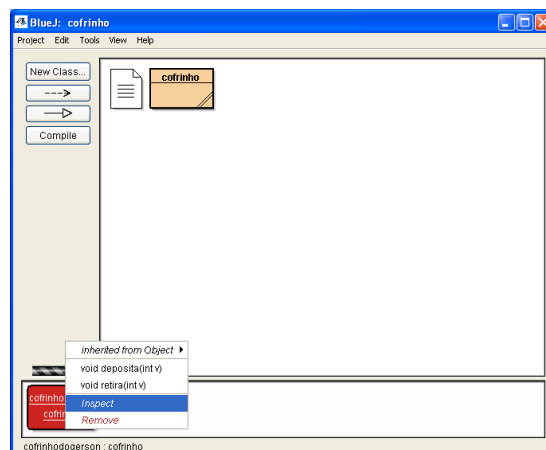 BlueJ: cofrinho
Project Edit Tools View Help
New Class...
cofrinho
--->
Compile
inherited from Object
void deposita(int v)
void retira(int v)
cofrinho
Inspect
cofrin
Remove
cofrinhodogerson : cofrinho